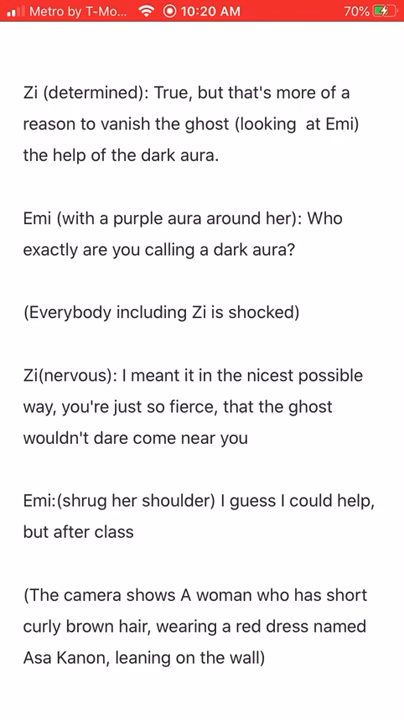 Metro by T-Mo... 10:20 AM 70%
Zi (determined): True, but that's more of a
reason to vanish the ghost (looking  at Emi)
the help of the dark aura.
Emi (with a purple aura around her): Who
exactly are you calling a dark aura?
(Everybody including Zi is shocked)
Zi(nervous): I meant it in the nicest possible
way, you're just so fierce, that the ghost
wouldn't dare come near you
Emi:(shrug her shoulder) I guess I could help,
but after class
(The camera shows A woman who has short
curly brown hair, wearing a red dress named
Asa Kanon, leaning on the wall)